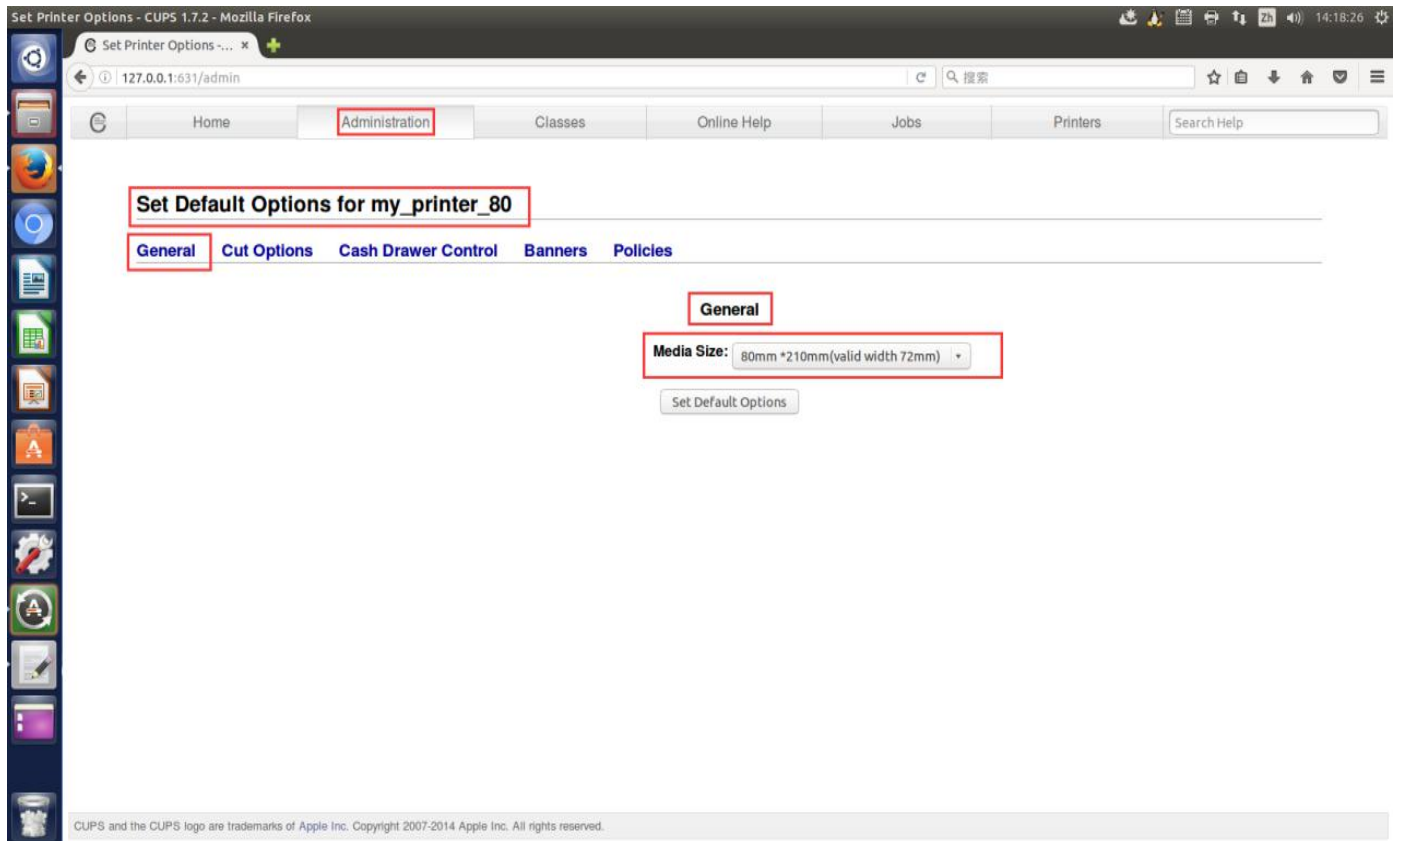 Set Printer Options - CUPS 1.7.2 - Mozilla Firefox
Zh
14:18:26
Set Printer Options -... ×
127.0.0.1:631/admin
搜索
Home Administration Classes Online Help Jobs Printers Search Help
Set Default Options for my_printer_80
General Cut Options Cash Drawer Control Banners Policies
General
Media Size: 80mm *210mm(valid width 72mm)
Set Default Options
CUPS and the CUPS logo are trademarks of Apple Inc. Copyright 2007-2014 Apple Inc. All rights reserved.